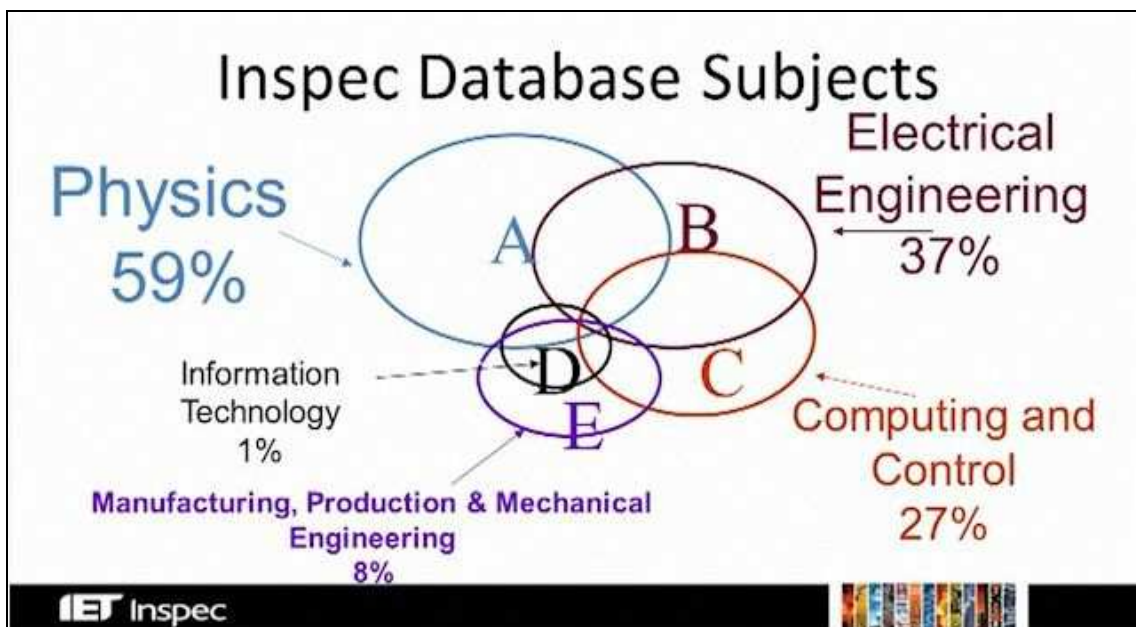 Inspec Database Subjects
Physics
59%
A
B
Electrical
Engineering
37%
Information
Technology
1%
D
C
E
Computing and
Control
27%
Manufacturing, Production & Mechanical
Engineering
8%
IET Inspec